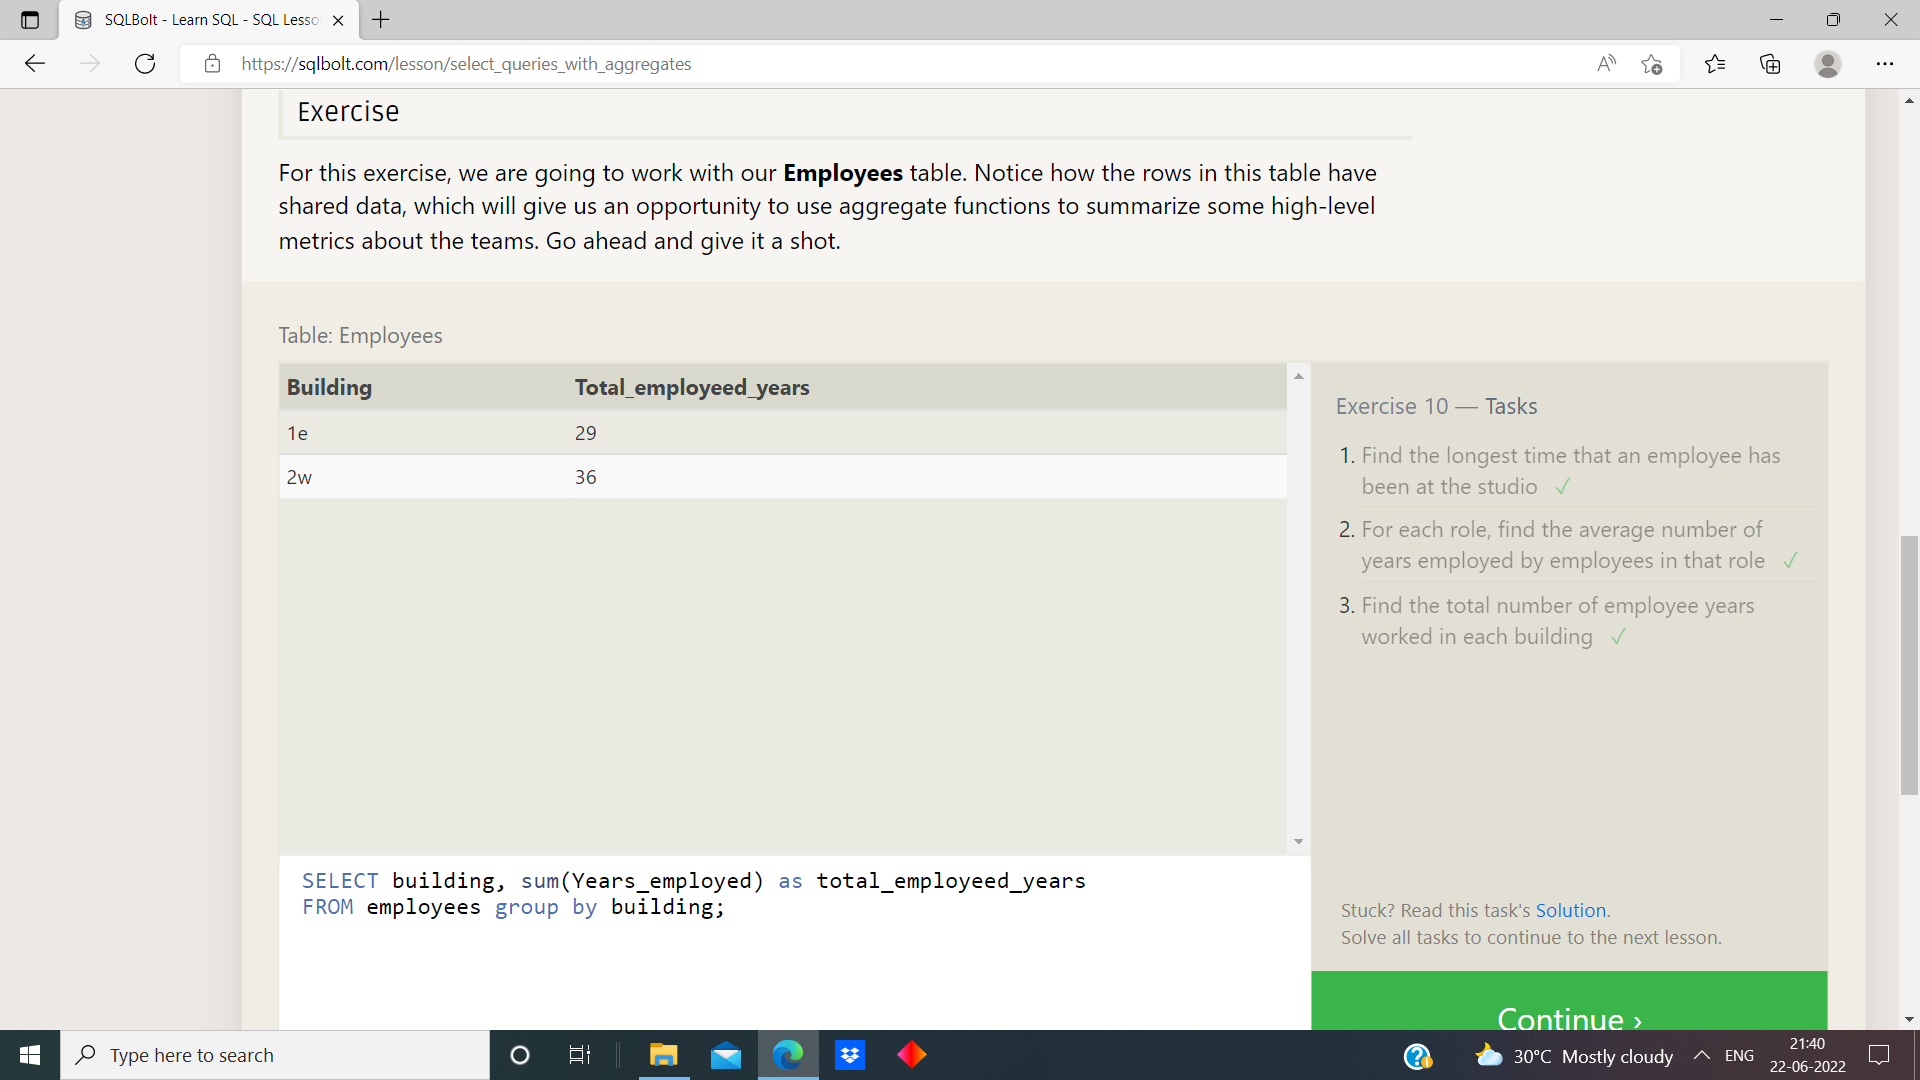 SQLBolt - Learn SQL - SQL Lesso
https://sqlbolt.com/lesson/select_queries_with_aggregates
Exercise
For this exercise, we are going to work with our Employees table. Notice how the rows in this table have
shared data, which will give us an opportunity to use aggregate functions to summarize some high-level
metrics about the teams. Go ahead and give it a shot.
Table: Employees
Building Total_employeed_years
1e 29
2w 36
SELECT building, sum(Years_employed) as total_employeed_years
FROM employees group by building;
Exercise 10 — Tasks
1. Find the longest time that an employee has
been at the studio ✓
2. For each role, find the average number of
years employed by employees in that role ✓
3. Find the total number of employee years
worked in each building ✓
Stuck? Read this task's Solution.
Solve all tasks to continue to the next lesson.
Continue ›
Type here to search
30°C Mostly cloudy
ENG
21:40
22-06-2022